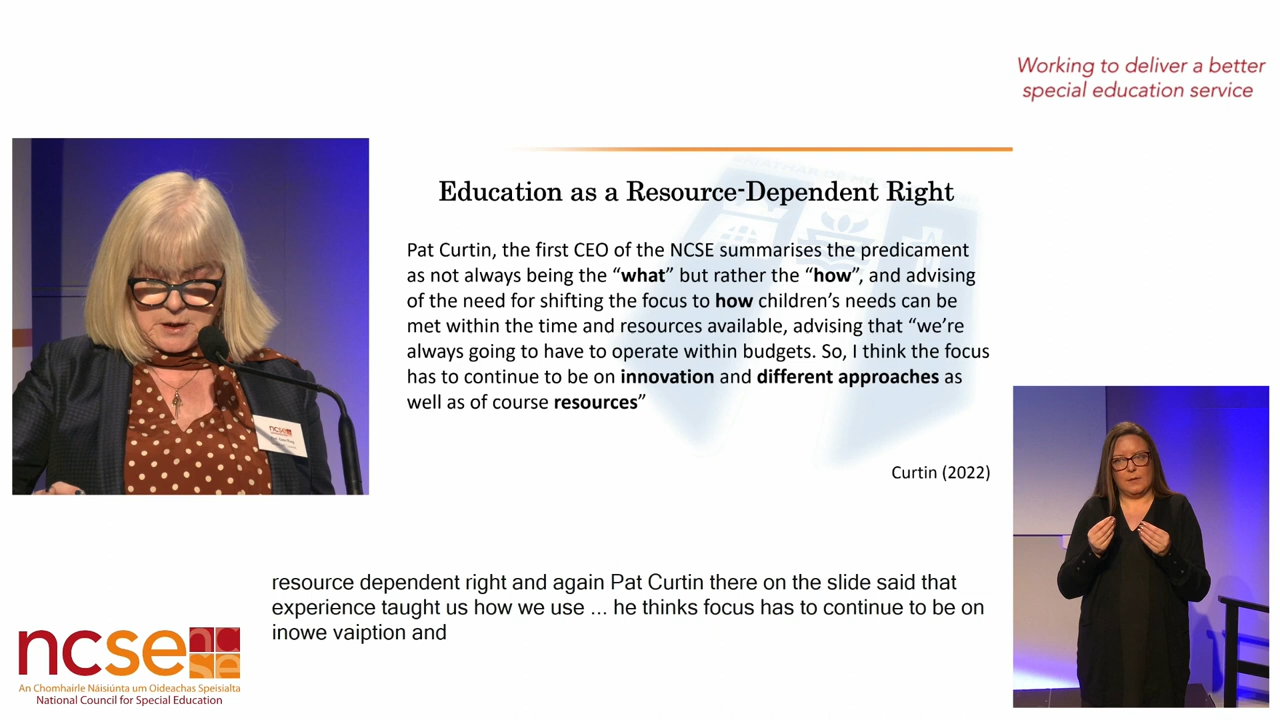 Working to deliver a better
special education service
Education as a Resource-Dependent Right
Pat Curtin, the first CEO of the NCSE summarises the predicament
as not always being the “what” but rather the “how”, and advising
of the need for shifting the focus to how children’s needs can be
met within the time and resources available, advising that “we’re
always going to have to operate within budgets. So, I think the focus
has to continue to be on innovation and different approaches as
well as of course resources”
Curtin (2022)
ncse
resource dependent right and again Pat Curtin there on the slide said that
experience taught us how we use ... he thinks focus has to continue to be on
inowe vaiption and
ncse
ncse
An Chomhairle Náisiúnta um Oideachas Speisialta
National Council for Special Education